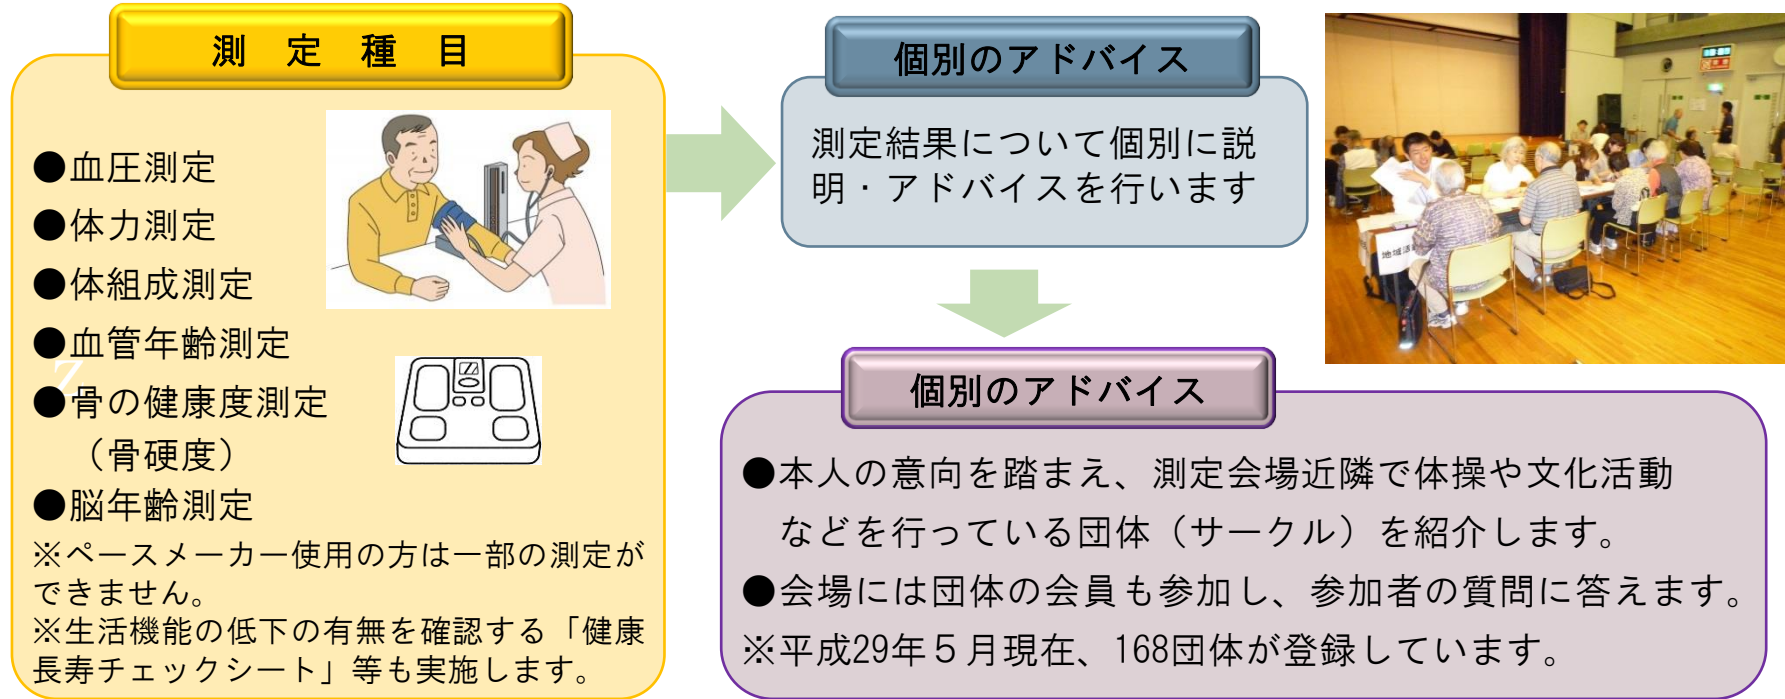 測 定 種 目
●血圧測定
●体力測定
●体組成測定
●血管年齢測定
●骨の健康度測定
（骨硬度）
●脳年齢測定
※ペースメーカー使用の方は一部の測定が
できません。
※生活機能の低下の有無を確認する「健康
長寿チェックシート」等も実施します。
個別のアドバイス
測定結果について個別に説
明・アドバイスを行います
地域活
個別のアドバイス
●本人の意向を踏まえ、測定会場近隣で体操や文化活動
などを行っている団体（サークル）を紹介します。
●会場には団体の会員も参加し、参加者の質問に答えます。
※平成29年５月現在、168団体が登録しています。